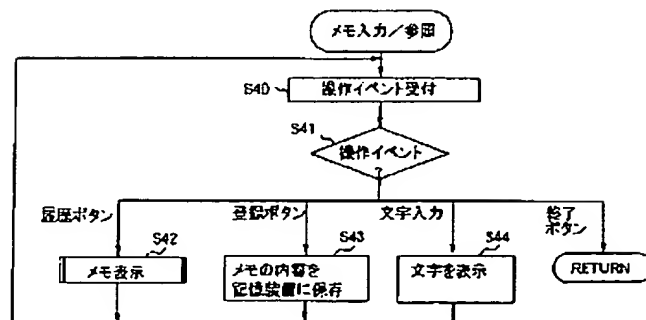 メモ入力／参照
S40
操作イベント受付
S41
操作イベント
?
履歴ボタン
登録ボタン
文字入力
終了
ボタン
S42
メモ表示
S43
メモの内容を
記憶装置に保存
S44
文字を表示
RETURN